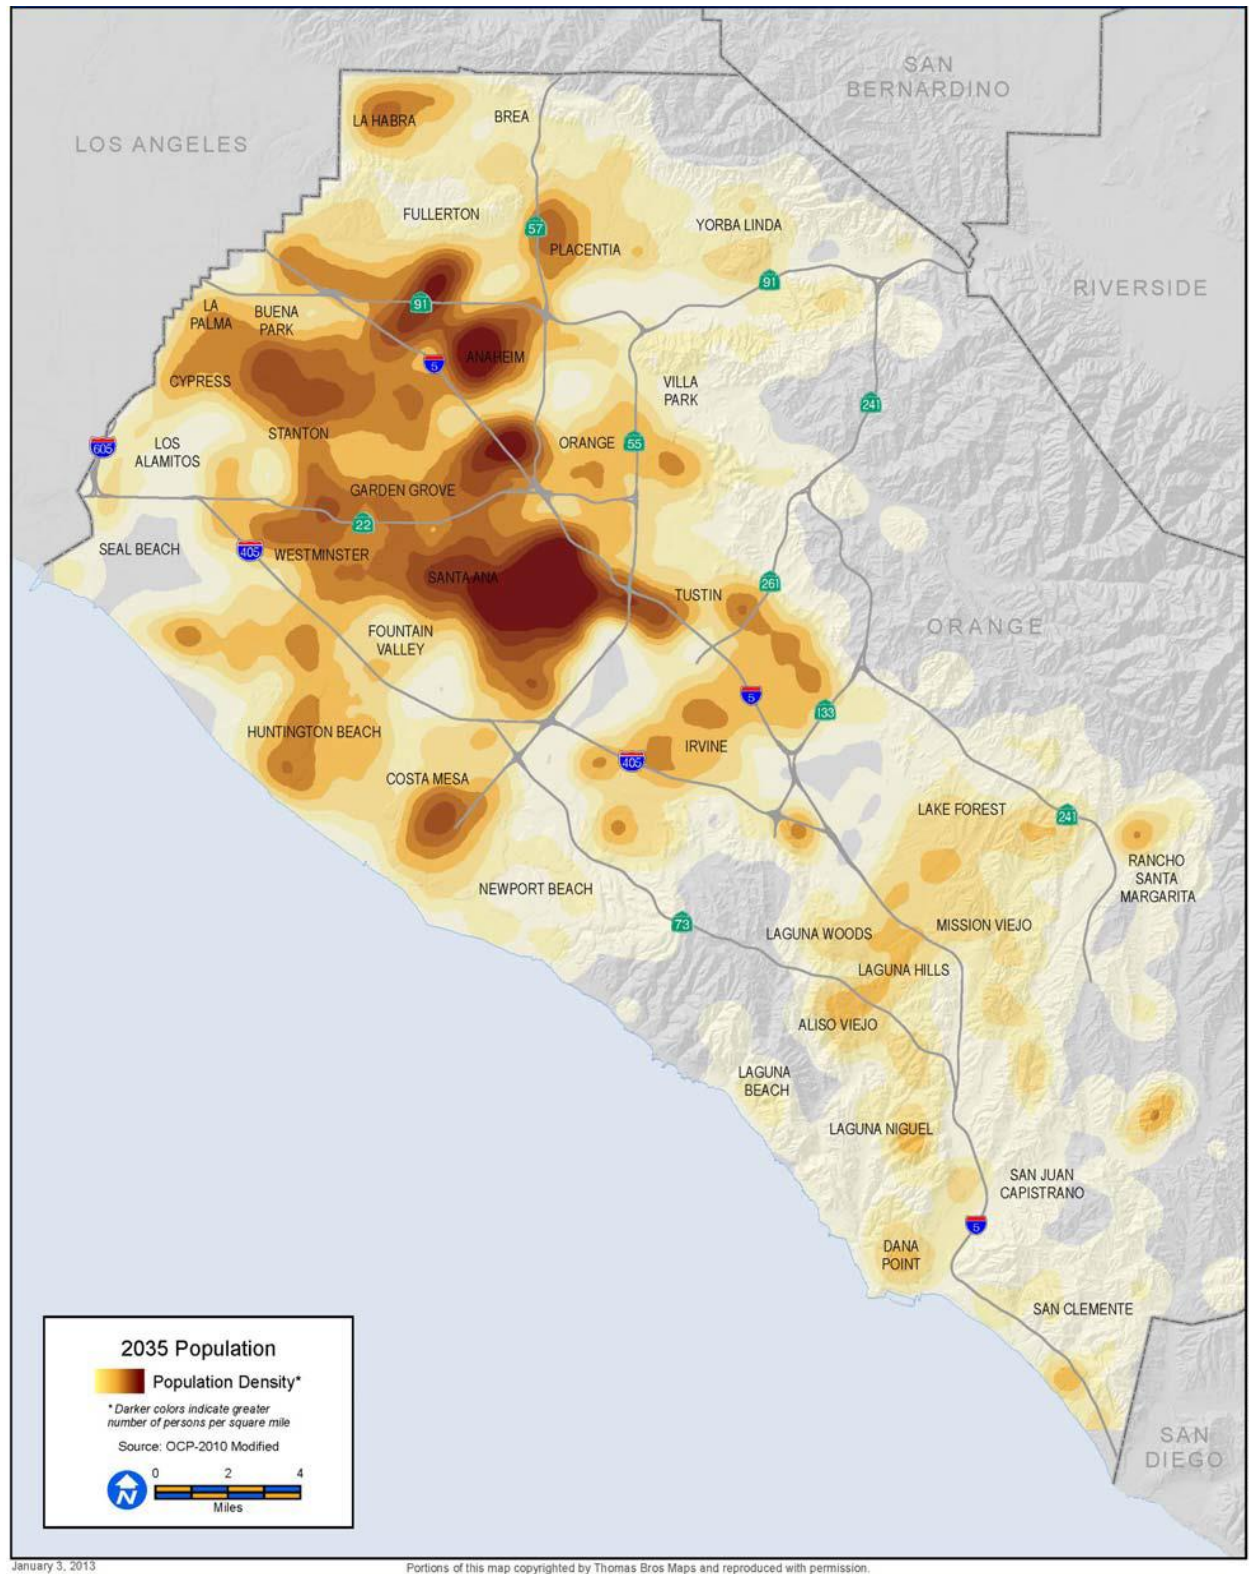 SAN
BERNARDINO
LOS ANGELES
LA HABRA
BREA
FULLERTON
57
PLACENTIA
YORBA LINDA
91
RIVERSIDE
LA
PALMA
BUENA
PARK
91
ANAHEIM
5
CYPRESS
VILLA
PARK
241
STANTON
605
LOS
ALAMITOS
ORANGE
55
GARDEN GROVE
22
SEAL BEACH
405
WESTMINSTER
SANTA ANA
TUSTIN
261
ORANGE
FOUNTAIN
VALLEY
5
133
HUNTINGTON BEACH
IRVINE
405
COSTA MESA
LAKE FOREST
241
RANCHO
SANTA
MARGARITA
NEWPORT BEACH
73
LAGUNA WOODS
MISSION VIEJO
LAGUNA HILLS
ALISO VIEJO
LAGUNA
BEACH
LAGUNA NIGUEL
SAN JUAN
CAPISTRANO
5
DANA
POINT
SAN CLEMENTE
SAN
DIEGO
2035 Population
Population Density*
* Darker colors indicate greater
number of persons per square mile
Source: OCP-2010 Modified
N
0 2 4
Miles
January 3, 2013
Portions of this map copyrighted by Thomas Bros Maps and reproduced with permission.